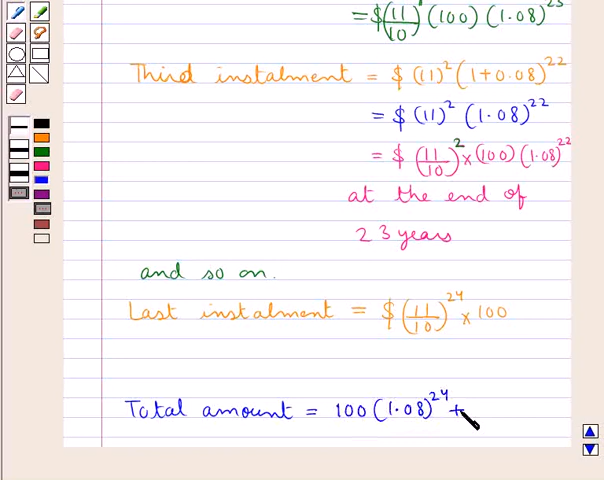 = $(11/10)(100)(1.08)^23
Third instalment = $(11)^2(1+0.08)^22
= $(11)^2(1.08)^22
= $(11/10)^2×(100)(1.08)^22
at the end of
23 years
and so on.
Last instalment = $(11/10)^24 × 100
Total amount = 100(1.08)^24 +